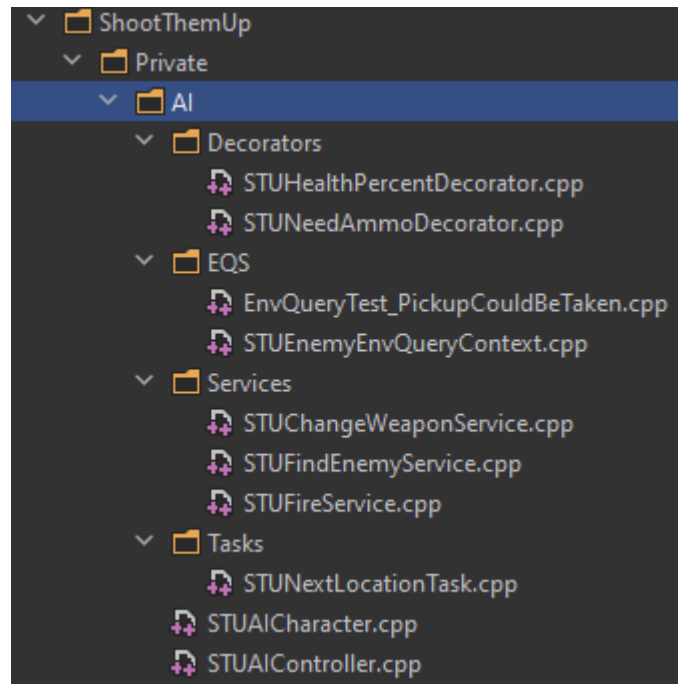 ShootThemUp
Private
AI
Decorators
STUHealthPercentDecorator.cpp
STUNeedAmmoDecorator.cpp
EQS
EnvQueryTest_PickupCouldBeTaken.cpp
STUEnemyEnvQueryContext.cpp
Services
STUChangeWeaponService.cpp
STUFindEnemyService.cpp
STUFireService.cpp
Tasks
STUNextLocationTask.cpp
STUAICharacter.cpp
STUAIController.cpp